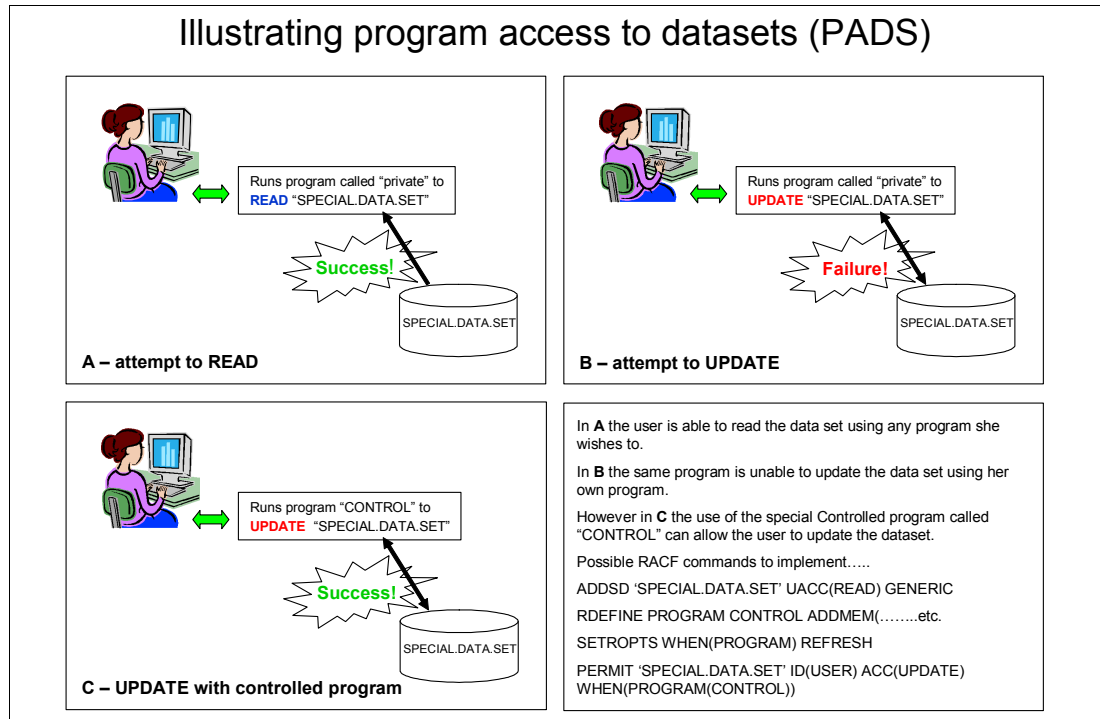 Illustrating program access to datasets (PADS)
Runs program called “private” to
READ “SPECIAL.DATA.SET”
Success!
SPECIAL.DATA.SET
A – attempt to READ
Runs program called “private” to
UPDATE “SPECIAL.DATA.SET”
Failure!
SPECIAL.DATA.SET
B – attempt to UPDATE
Runs program “CONTROL” to
UPDATE “SPECIAL.DATA.SET”
Success!
SPECIAL.DATA.SET
C – UPDATE with controlled program
In A the user is able to read the data set using any program she
wishes to.
In B the same program is unable to update the data set using her
own program.
However in C the use of the special Controlled program called
“CONTROL” can allow the user to update the dataset.
Possible RACF commands to implement…..
ADDSD ‘SPECIAL.DATA.SET’ UACC(READ) GENERIC
RDEFINE PROGRAM CONTROL ADDMEM(……..etc.
SETROPTS WHEN(PROGRAM) REFRESH
PERMIT ‘SPECIAL.DATA.SET’ ID(USER) ACC(UPDATE)
WHEN(PROGRAM(CONTROL))